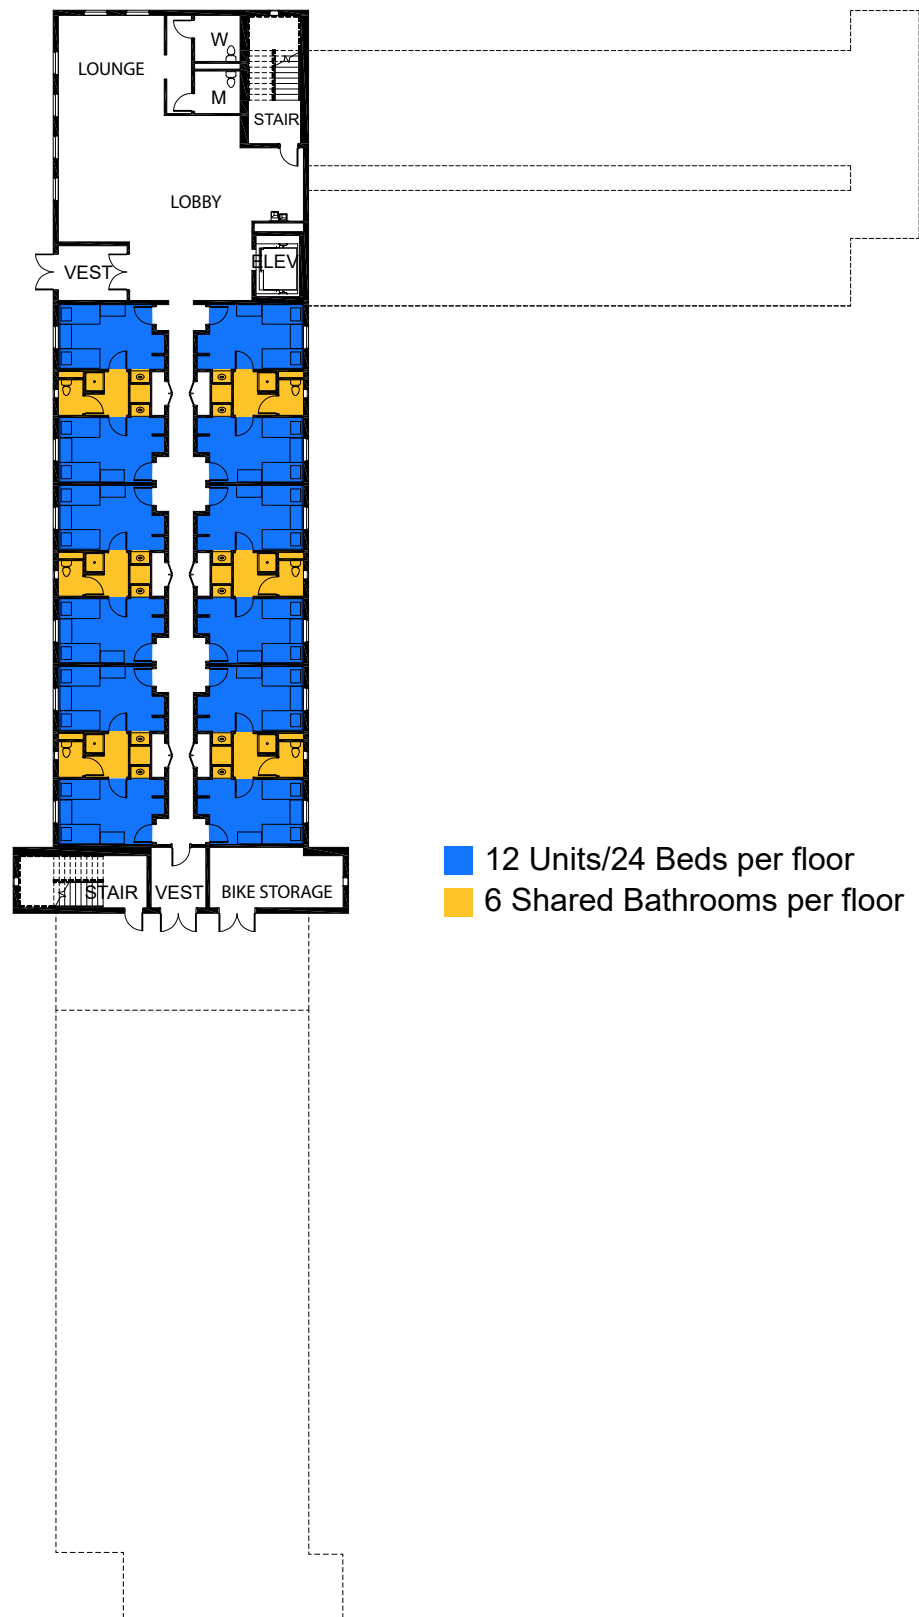 W
LOUNGE
M
STAIR
LOBBY
ELEV
VEST
12 Units/24 Beds per floor
STAIR
VEST
BIKE STORAGE
6 Shared Bathrooms per floor